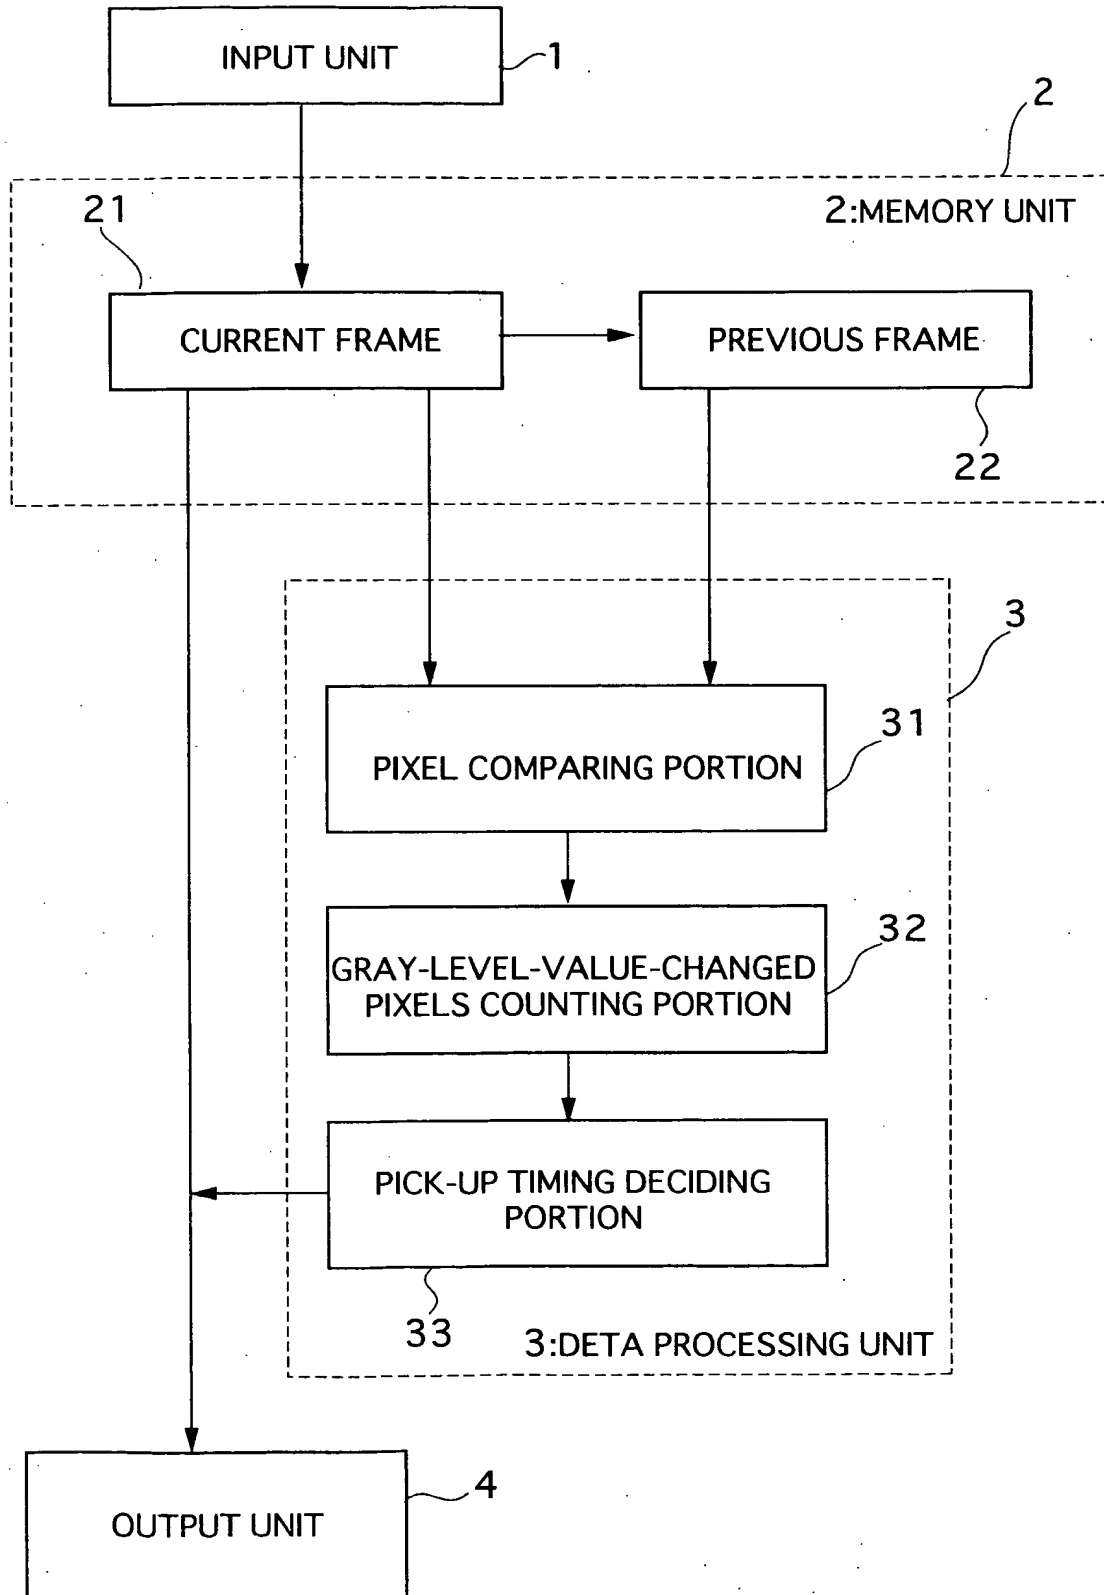 INPUT UNIT
1
2
2:MEMORY UNIT
21
CURRENT FRAME
PREVIOUS FRAME
22
3
PIXEL COMPARING PORTION
31
GRAY-LEVEL-VALUE-CHANGED
PIXELS COUNTING PORTION
32
PICK-UP TIMING DECIDING
PORTION
33
3:DETA PROCESSING UNIT
OUTPUT UNIT
4